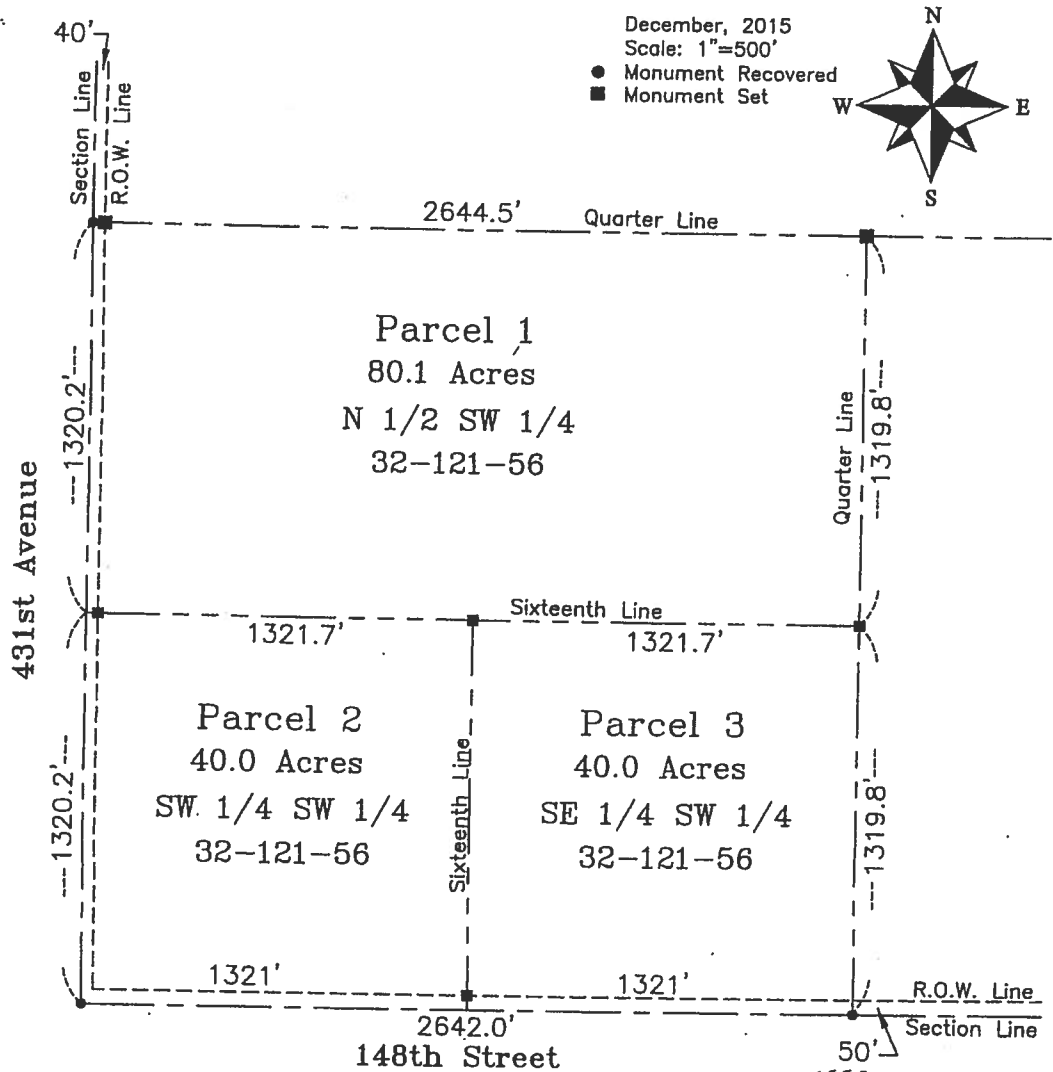 40'
December, 2015
Scale: 1"=500'
Monument Recovered
Monument Set
N
W
E
S
Section Line
R.O.W. Line
2644.5'
Quarter Line
Parcel 1
80.1 Acres
N 1/2 SW 1/4
32-121-56
1320.2'
Quarter Line
1319.8'
431st Avenue
Sixteenth Line
1321.7'
1321.7'
Parcel 2
40.0 Acres
SW. 1/4 SW 1/4
32-121-56
Sixteenth Line
Parcel 3
40.0 Acres
SE 1/4 SW 1/4
32-121-56
1320.2'
1319.8'
1321'
1321'
R.O.W. Line
2642.0'
Section Line
148th Street
50'